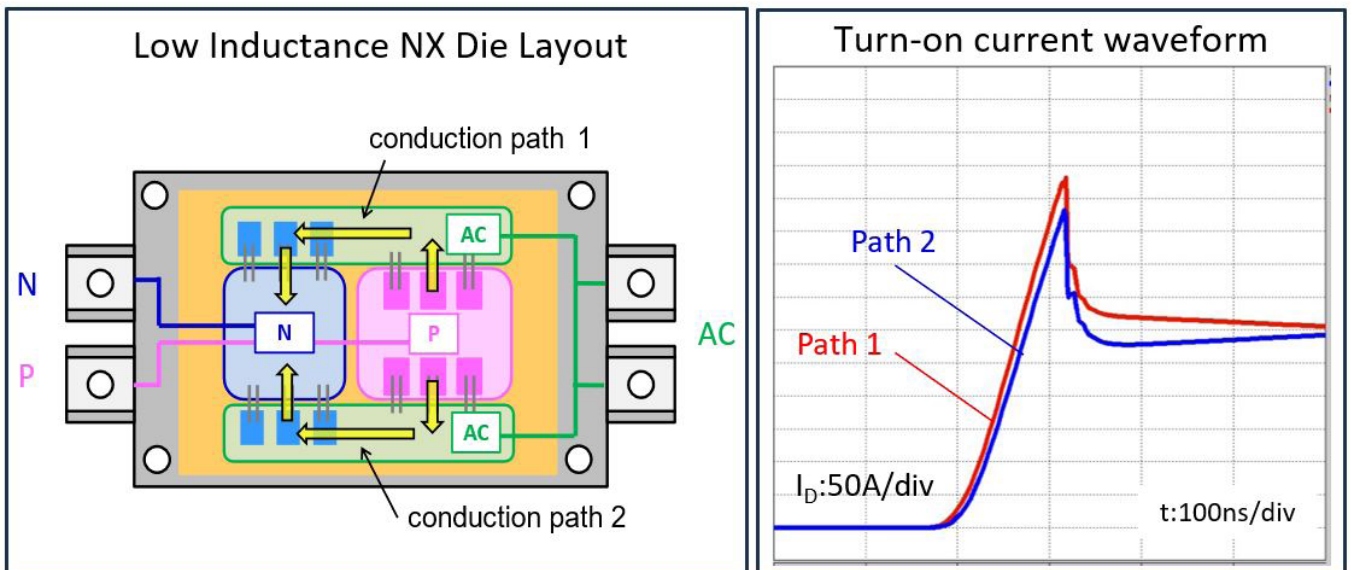 Low Inductance NX Die Layout
conduction path 1
AC
N
N
P
AC
P
AC
conduction path 2
Turn-on current waveform
Path 2
Path 1
I_D:50A/div
t:100ns/div